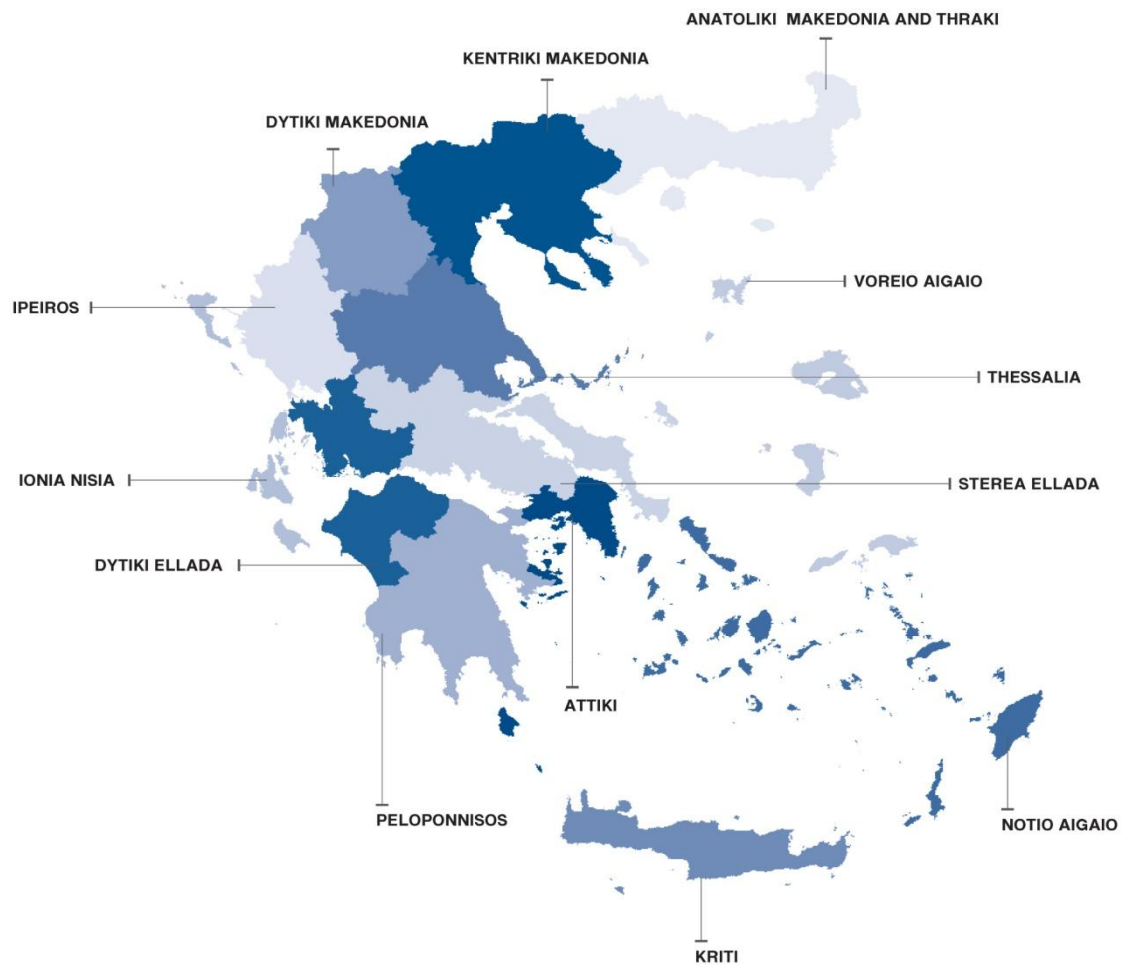 ANATOLIKI MAKEDONIA AND THRAKI
KENTRIKI MAKEDONIA
DYTIKI MAKEDONIA
VOREIO AIGAIO
IPEIROS
THESSALIA
IONIA NISIA
STEREA ELLADA
DYTIKI ELLADA
ATTIKI
PELOPONNISOS
NOTIO AIGAIO
KRITI